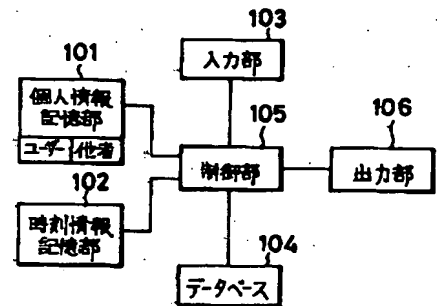 103
入力部
101
個人情報
記憶部
ユーザー 他者
105
制御部
106
出力部
102
時刻情報
記憶部
104
データベース